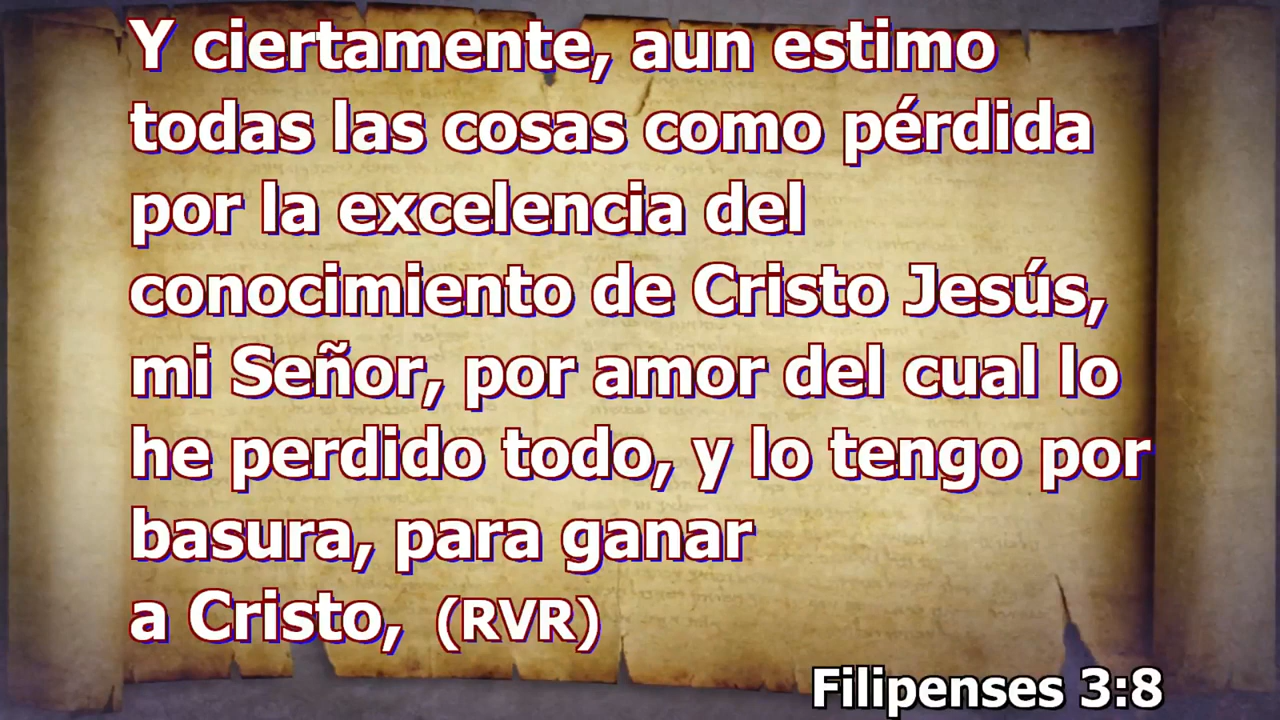 Y ciertamente, aun estimo
todas las cosas como pérdida
por la excelencia del
conocimiento de Cristo Jesús,
mi Señor, por amor del cual lo
he perdido todo, y lo tengo por
basura, para ganar
a Cristo, (RVR)
Filipenses 3:8